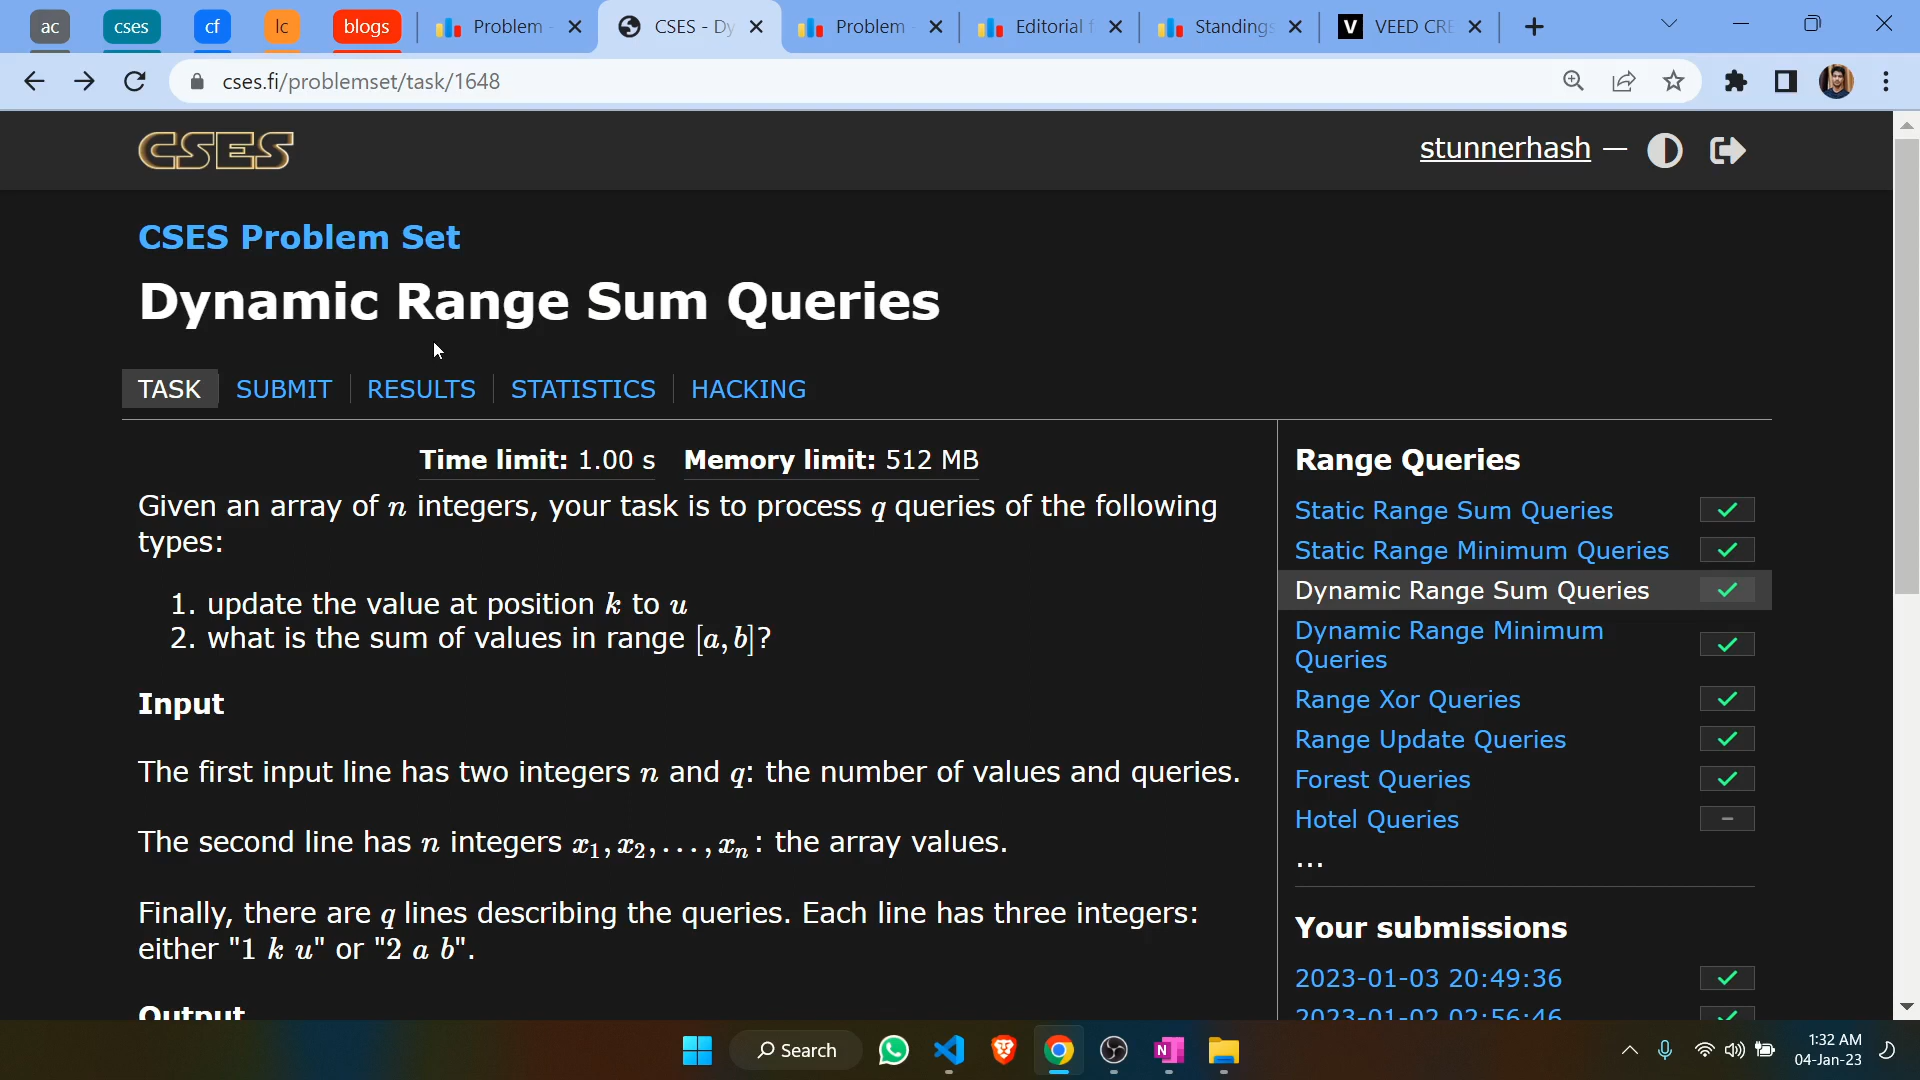 ac
cses
cf
lc
blogs
Problem -
CSES - Dy
Problem -
Editorial f
Standings
VEED CRE
cses.fi/problemset/task/1648
CSES
stunnerhash —
CSES Problem Set
Dynamic Range Sum Queries
TASK
SUBMIT
RESULTS
STATISTICS
HACKING
Time limit: 1.00 s
Memory limit: 512 MB
Given an array of n integers, your task is to process q queries of the following
types:
1. update the value at position k to u
2. what is the sum of values in range [a, b]?
Input
The first input line has two integers n and q: the number of values and queries.
The second line has n integers x1, x2, . . . , xn: the array values.
Finally, there are q lines describing the queries. Each line has three integers:
either "1 k u" or "2 a b".
Output
Range Queries
Static Range Sum Queries
Static Range Minimum Queries
Dynamic Range Sum Queries
Dynamic Range Minimum
Queries
Range Xor Queries
Range Update Queries
Forest Queries
Hotel Queries
...
Your submissions
2023-01-03 20:49:36
2023-01-02 02:56:46
Search
1:32 AM
04-Jan-23